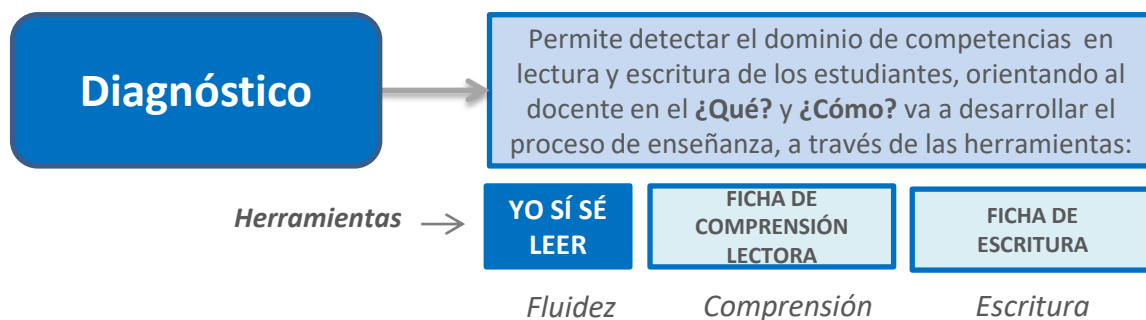 Diagnóstico
Permite detectar el dominio de competencias en
lectura y escritura de los estudiantes, orientando al
docente en el ¿Qué? y ¿Cómo? va a desarrollar el
proceso de enseñanza, a través de las herramientas:
Herramientas
YO SÍ SÉ
LEER
FICHA DE
COMPRENSIÓN
LECTORA
FICHA DE
ESCRITURA
Fluidez
Comprensión
Escritura